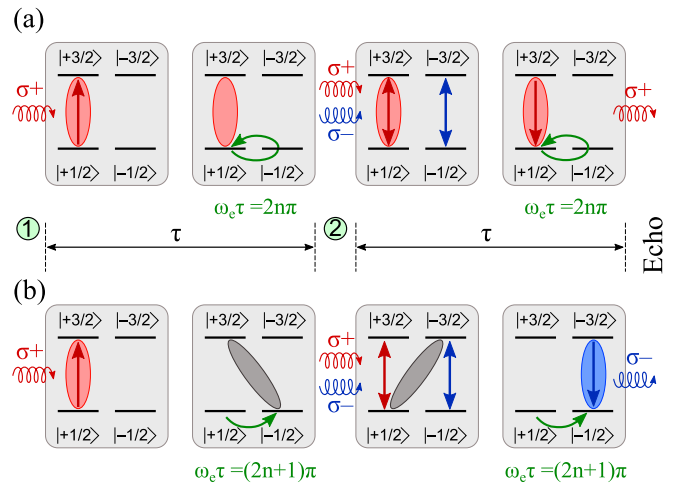 (a)
|+3/2⟩ |−3/2⟩ |+3/2⟩ |−3/2⟩ |+3/2⟩ |−3/2⟩ |+3/2⟩ |−3/2⟩
σ+ σ+ σ− σ+
|+1/2⟩ |−1/2⟩ |+1/2⟩ |−1/2⟩ |+1/2⟩ |−1/2⟩ |+1/2⟩ |−1/2⟩
ωₑτ =2nπ ωₑτ =2nπ
1 τ 2 τ Echo
(b)
|+3/2⟩ |−3/2⟩ |+3/2⟩ |−3/2⟩ |+3/2⟩ |−3/2⟩ |+3/2⟩ |−3/2⟩
σ+ σ+ σ− σ−
|+1/2⟩ |−1/2⟩ |+1/2⟩ |−1/2⟩ |+1/2⟩ |−1/2⟩ |+1/2⟩ |−1/2⟩
ωₑτ=(2n+1)π ωₑτ=(2n+1)π